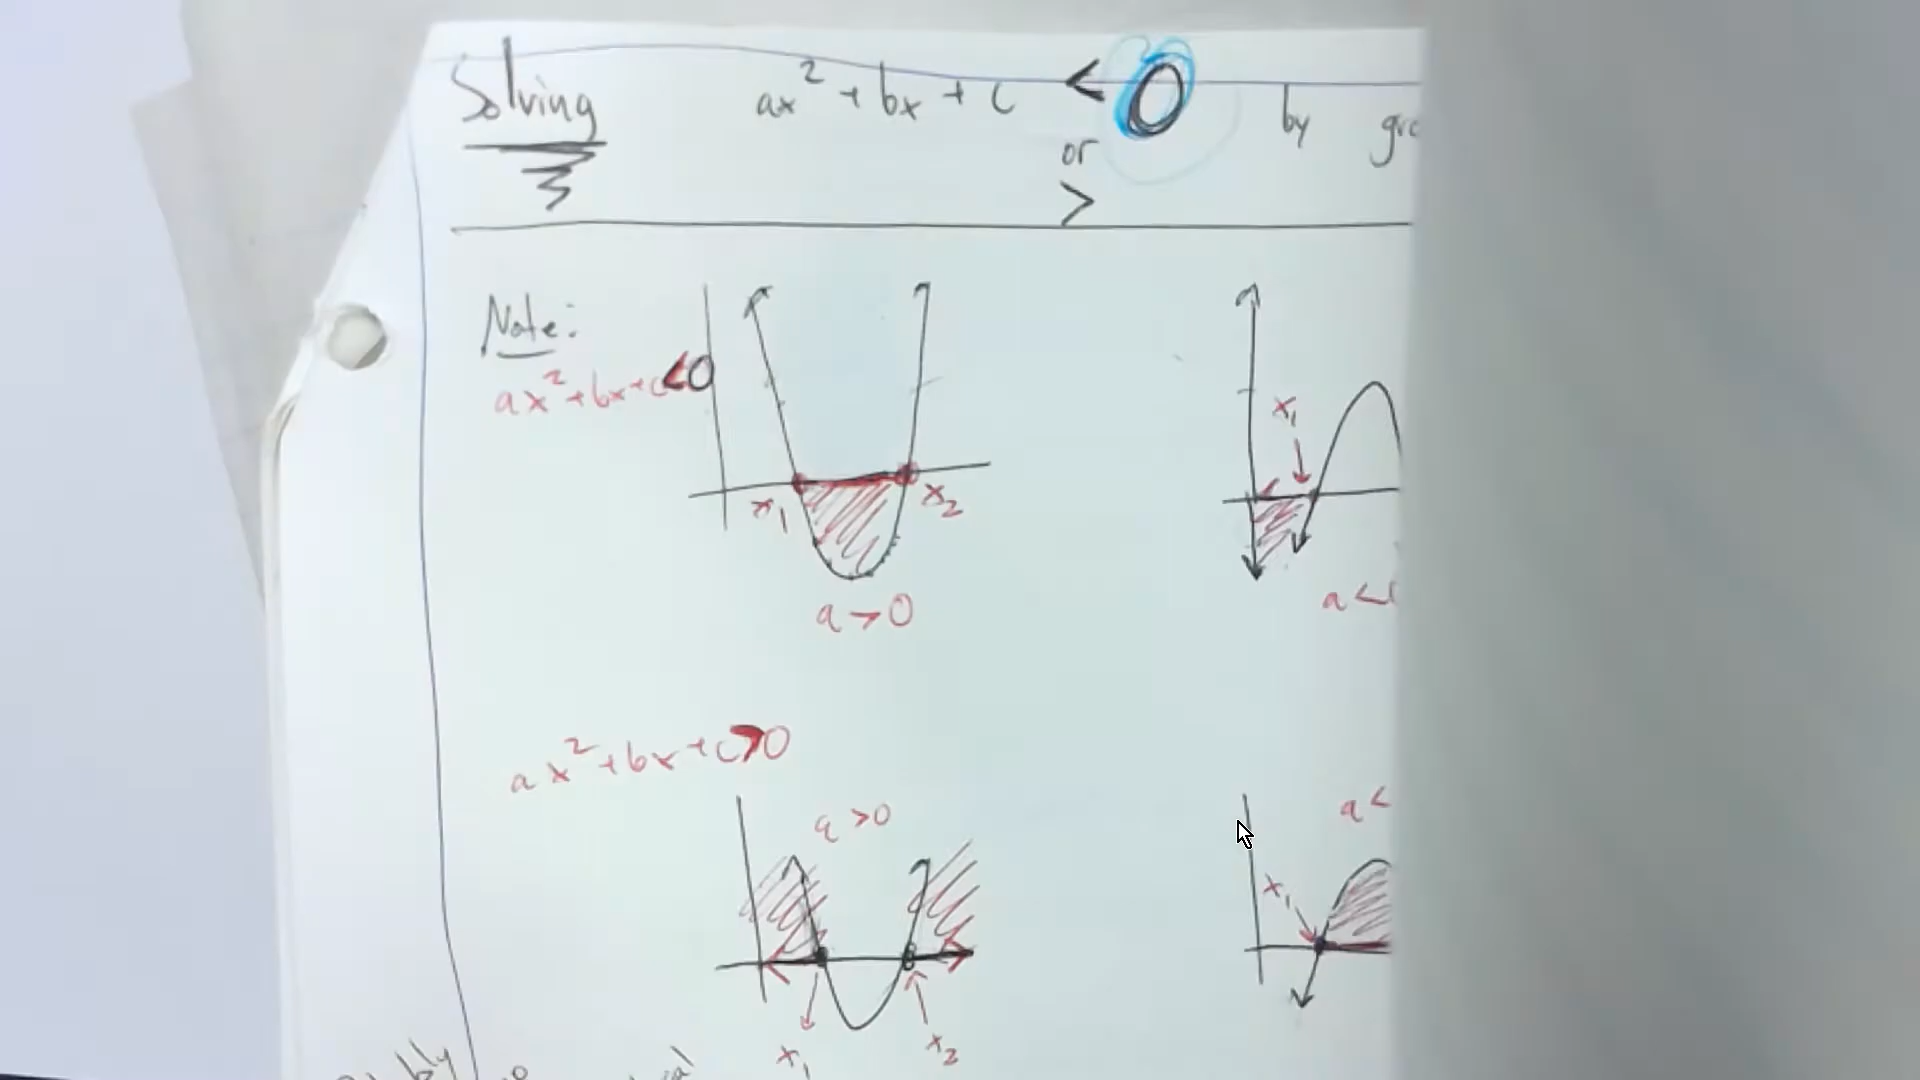 Solving ax² + bx + c < 0 by
or
>
Note:
ax² + bx + c < 0
x₁
x₁ x₂
a > 0
a <
ax² + bx + c > 0
a > 0
a <
x₁
x₁ x₂